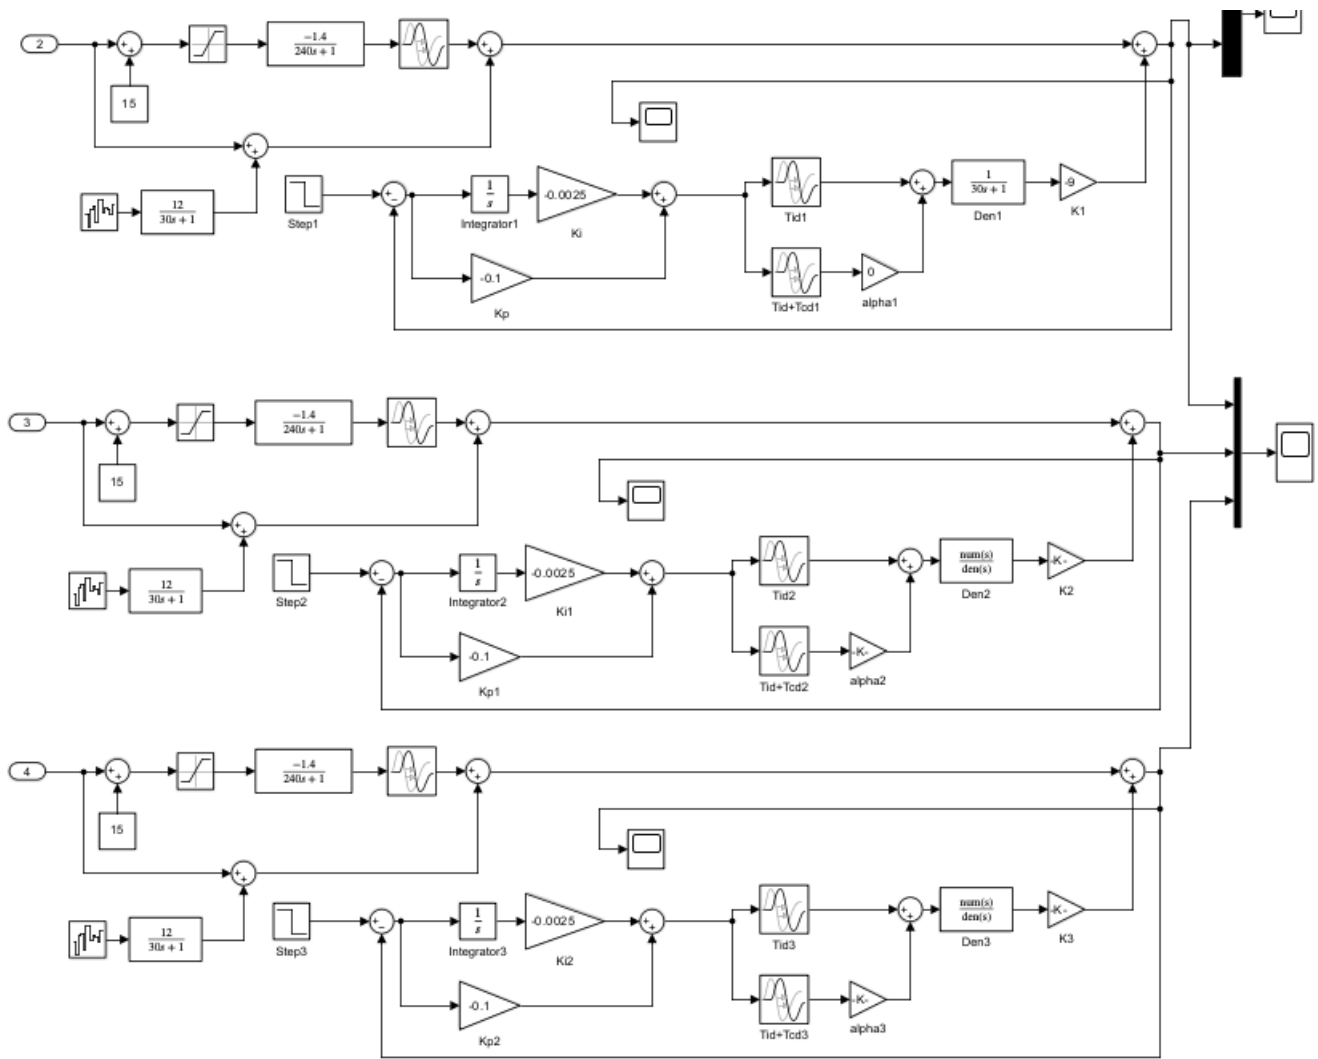 2
+
+
-1.4
240s + 1
+
+
+
+
15
+
+
12
30s + 1
Step1
+
−
1
s
Integrator1
-0.0025
Ki
+
+
-0.1
Kp
Tid1
Tid+Tcd1
0
alpha1
+
+
1
30s + 1
Den1
-9
K1
3
+
+
-1.4
240s + 1
+
+
+
+
15
+
+
12
30s + 1
Step2
+
−
1
s
Integrator2
-0.0025
Ki1
+
+
-0.1
Kp1
Tid2
Tid+Tcd2
-K-
alpha2
+
+
num(s)
den(s)
Den2
-K-
K2
4
+
+
-1.4
240s + 1
+
+
+
+
15
+
+
12
30s + 1
Step3
+
−
1
s
Integrator3
-0.0025
Ki2
+
+
-0.1
Kp2
Tid3
Tid+Tcd3
-K-
alpha3
+
+
num(s)
den(s)
Den3
-K-
K3